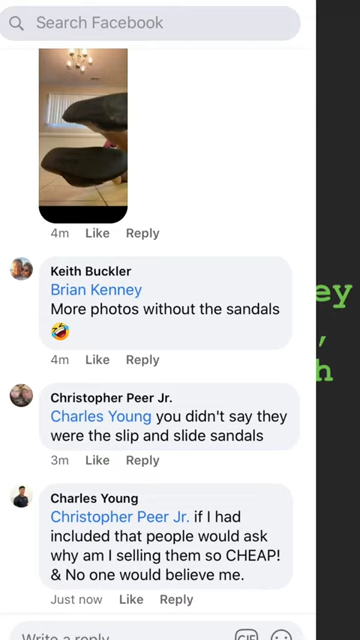 Search Facebook
4m Like Reply
Keith Buckler
Brian Kenney
More photos without the sandals
🤣
4m Like Reply
Christopher Peer Jr.
Charles Young you didn't say they
were the slip and slide sandals
3m Like Reply
Charles Young
Christopher Peer Jr. if I had
included that people would ask
why am I selling them so CHEAP!
& No one would believe me.
Just now Like Reply
Write a reply
GIF
ey
,
h